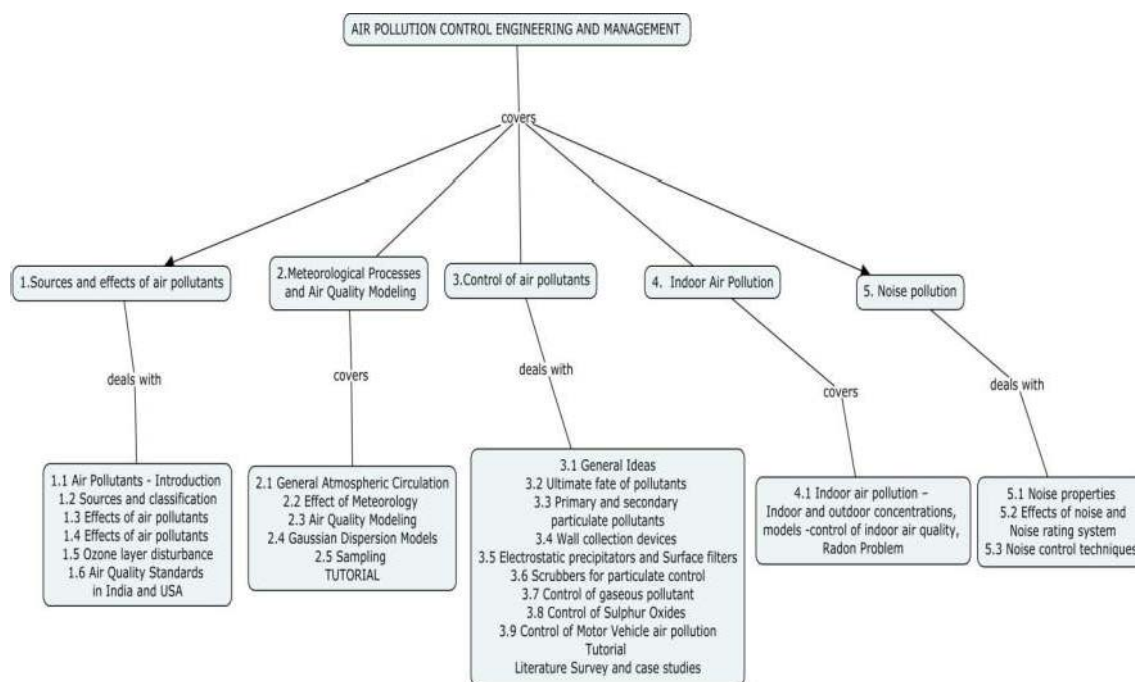 AIR POLLUTION CONTROL ENGINEERING AND MANAGEMENT
covers
1.Sources and effects of air pollutants
2.Meteorological Processes
and Air Quality Modeling
3.Control of air pollutants
4. Indoor Air Pollution
5. Noise pollution
deals with
covers
deals with
covers
deals with
1.1 Air Pollutants - Introduction
1.2 Sources and classification
1.3 Effects of air pollutants
1.4 Effects of air pollutants
1.5 Ozone layer disturbance
1.6 Air Quality Standards
in India and USA
2.1 General Atmospheric Circulation
2.2 Effect of Meteorology
2.3 Air Quality Modeling
2.4 Gaussian Dispersion Models
2.5 Sampling
TUTORIAL
3.1 General Ideas
3.2 Ultimate fate of pollutants
3.3 Primary and secondary
particulate pollutants
3.4 Wall collection devices
3.5 Electrostatic precipitators and Surface filters
3.6 Scrubbers for particulate control
3.7 Control of gaseous pollutant
3.8 Control of Sulphur Oxides
3.9 Control of Motor Vehicle air pollution
Tutorial
Literature Survey and case studies
4.1 Indoor air pollution –
Indoor and outdoor concentrations,
models -control of indoor air quality,
Radon Problem
5.1 Noise properties
5.2 Effects of noise and
Noise rating system
5.3 Noise control techniques